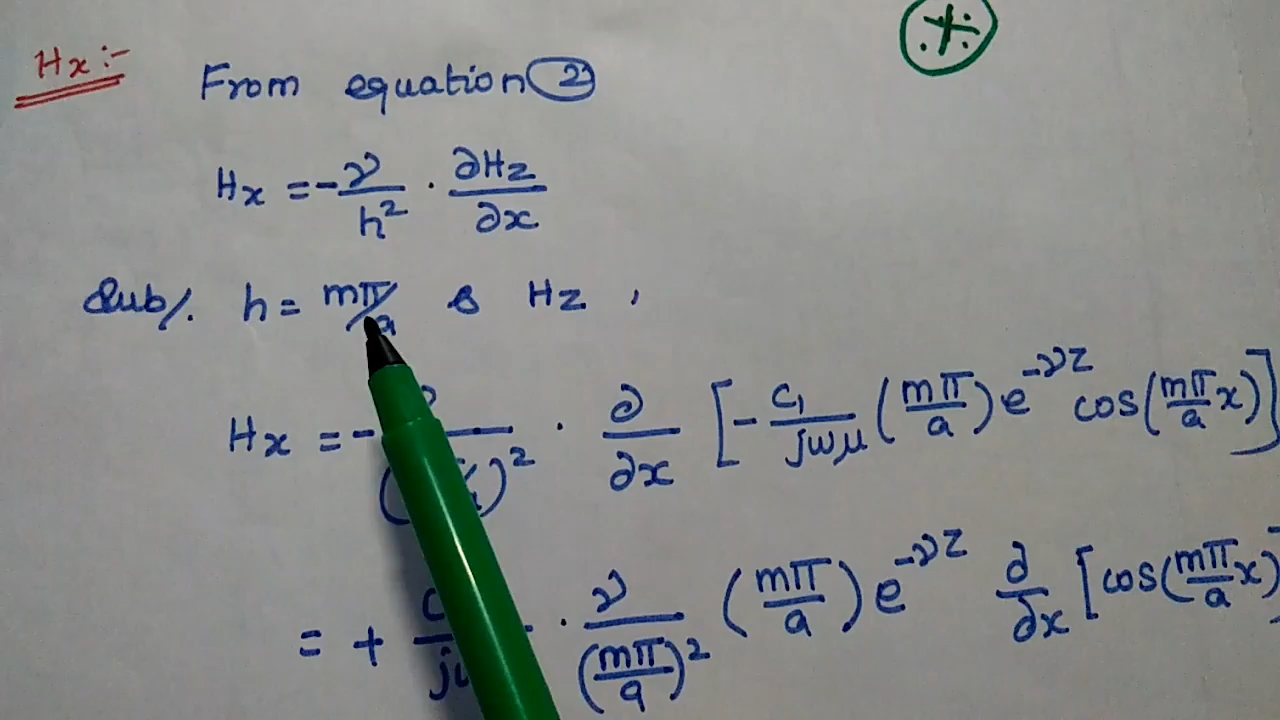 Hx :- From equation ②
Hx = -γ/h² · ∂Hz/∂x
Sub/. h = mπ/a & Hz ,
Hx = - γ/( )² · ∂/∂x [ - C₁/jωμ (mπ/a) e^-γz cos(mπ/a x) ]
= + · γ/(mπ/a)² (mπ/a) e^-γz ∂/∂x [ cos(mπ/a x)